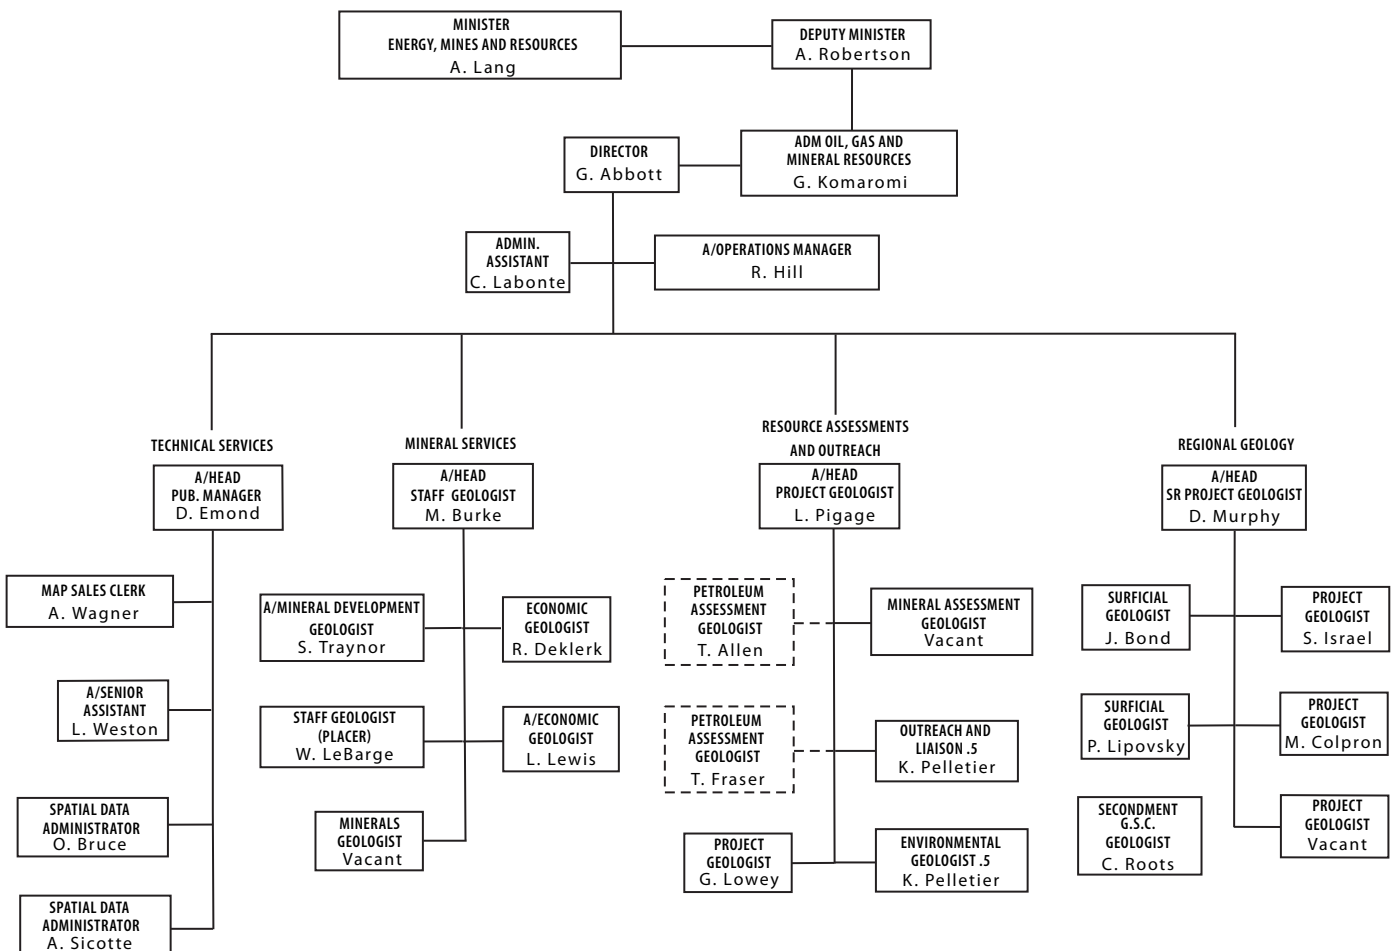 MINISTER
ENERGY, MINES AND RESOURCES
A. Lang
DEPUTY MINISTER
A. Robertson
ADM OIL, GAS AND
MINERAL RESOURCES
G. Komaromi
DIRECTOR
G. Abbott
ADMIN.
ASSISTANT
C. Labonte
A/OPERATIONS MANAGER
R. Hill
TECHNICAL SERVICES
A/HEAD
PUB. MANAGER
D. Emond
MAP SALES CLERK
A. Wagner
A/SENIOR
ASSISTANT
L. Weston
SPATIAL DATA
ADMINISTRATOR
O. Bruce
SPATIAL DATA
ADMINISTRATOR
A. Sicotte
MINERAL SERVICES
A/HEAD
STAFF GEOLOGIST
M. Burke
A/MINERAL DEVELOPMENT
GEOLOGIST
S. Traynor
ECONOMIC
GEOLOGIST
R. Deklerk
STAFF GEOLOGIST
(PLACER)
W. LeBarge
A/ECONOMIC
GEOLOGIST
L. Lewis
MINERALS
GEOLOGIST
Vacant
RESOURCE ASSESSMENTS
AND OUTREACH
A/HEAD
PROJECT GEOLOGIST
L. Pigage
PETROLEUM
ASSESSMENT
GEOLOGIST
T. Allen
MINERAL ASSESSMENT
GEOLOGIST
Vacant
PETROLEUM
ASSESSMENT
GEOLOGIST
T. Fraser
OUTREACH AND
LIAISON .5
K. Pelletier
PROJECT
GEOLOGIST
G. Lowey
ENVIRONMENTAL
GEOLOGIST .5
K. Pelletier
REGIONAL GEOLOGY
A/HEAD
SR PROJECT GEOLOGIST
D. Murphy
SURFICIAL
GEOLOGIST
J. Bond
PROJECT
GEOLOGIST
S. Israel
SURFICIAL
GEOLOGIST
P. Lipovsky
PROJECT
GEOLOGIST
M. Colpron
SECONDMENT
G.S.C.
GEOLOGIST
C. Roots
PROJECT
GEOLOGIST
Vacant